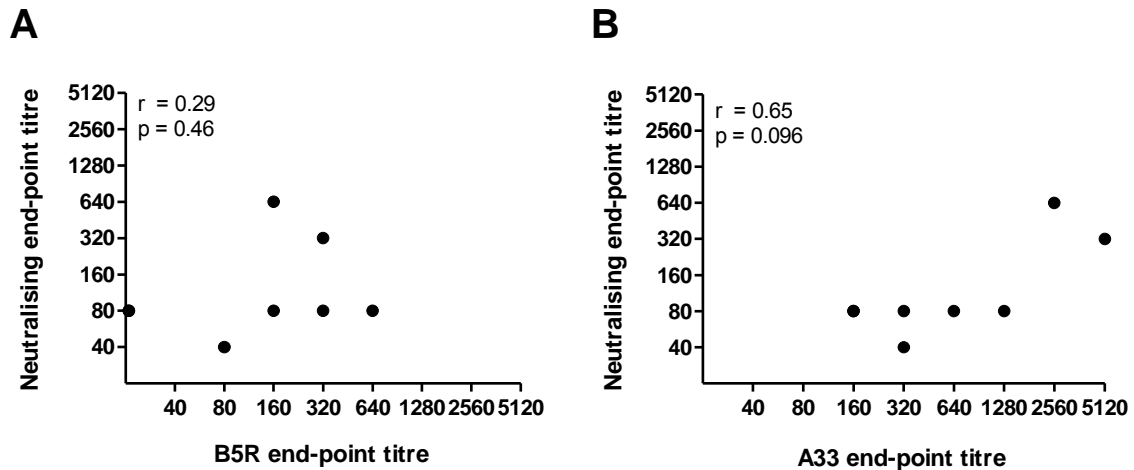 A
r = 0.29
p = 0.46
Neutralising end-point titre
5120
2560
1280
640
320
160
80
40
40 80 160 320 640 1280 2560 5120
B5R end-point titre
B
r = 0.65
p = 0.096
Neutralising end-point titre
5120
2560
1280
640
320
160
80
40
40 80 160 320 640 1280 2560 5120
A33 end-point titre